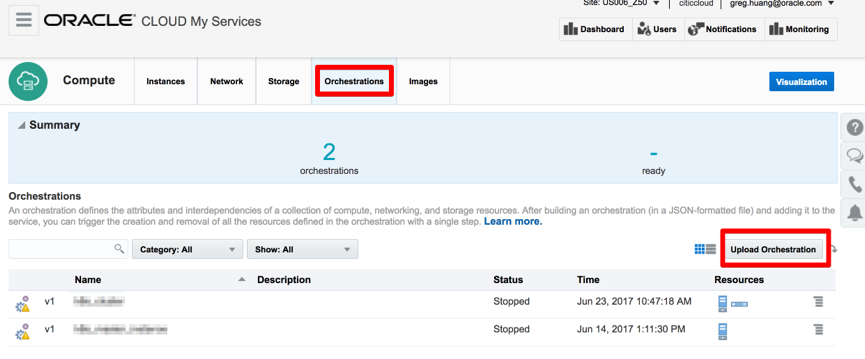 Site: US006_Z50 citiccloud greg.huang@oracle.com
ORACLE® CLOUD My Services
Dashboard Users Notifications Monitoring
Compute Instances Network Storage Orchestrations Images Visualization
Summary
2 -
orchestrations ready
Orchestrations
An orchestration defines the attributes and interdependencies of a collection of compute, networking, and storage resources. After building an orchestration (in a JSON-formatted file) and adding it to the
service, you can trigger the creation and removal of all the resources defined in the orchestration with a single step. Learn more.
Category: All Show: All Upload Orchestration
Name Description Status Time Resources
v1 Stopped Jun 23, 2017 10:47:18 AM
v1 Stopped Jun 14, 2017 1:11:30 PM